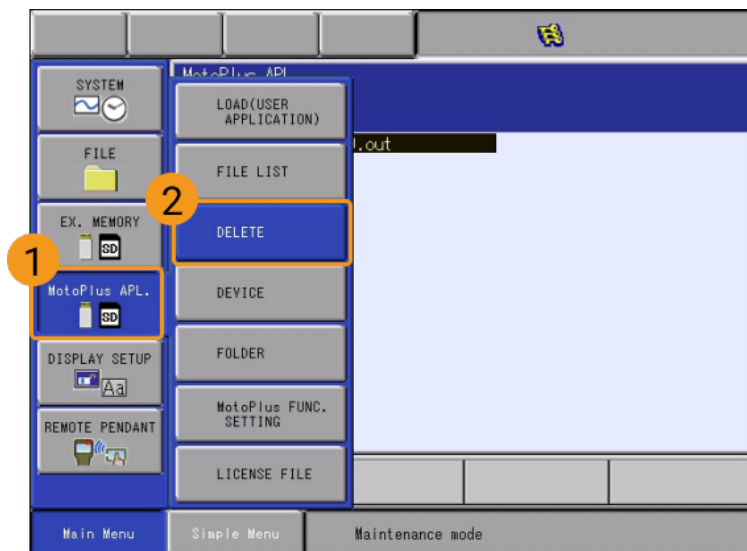 MotoPlus APL
SYSTEM
LOAD(USER
APPLICATION)
.out
FILE
FILE LIST
2
EX. MEMORY
SD
DELETE
1
MotoPlus APL.
SD
DEVICE
DISPLAY SETUP
Aa
FOLDER
REMOTE PENDANT
MotoPlus FUNC.
SETTING
LICENSE FILE
Main Menu
Simple Menu
Maintenance mode